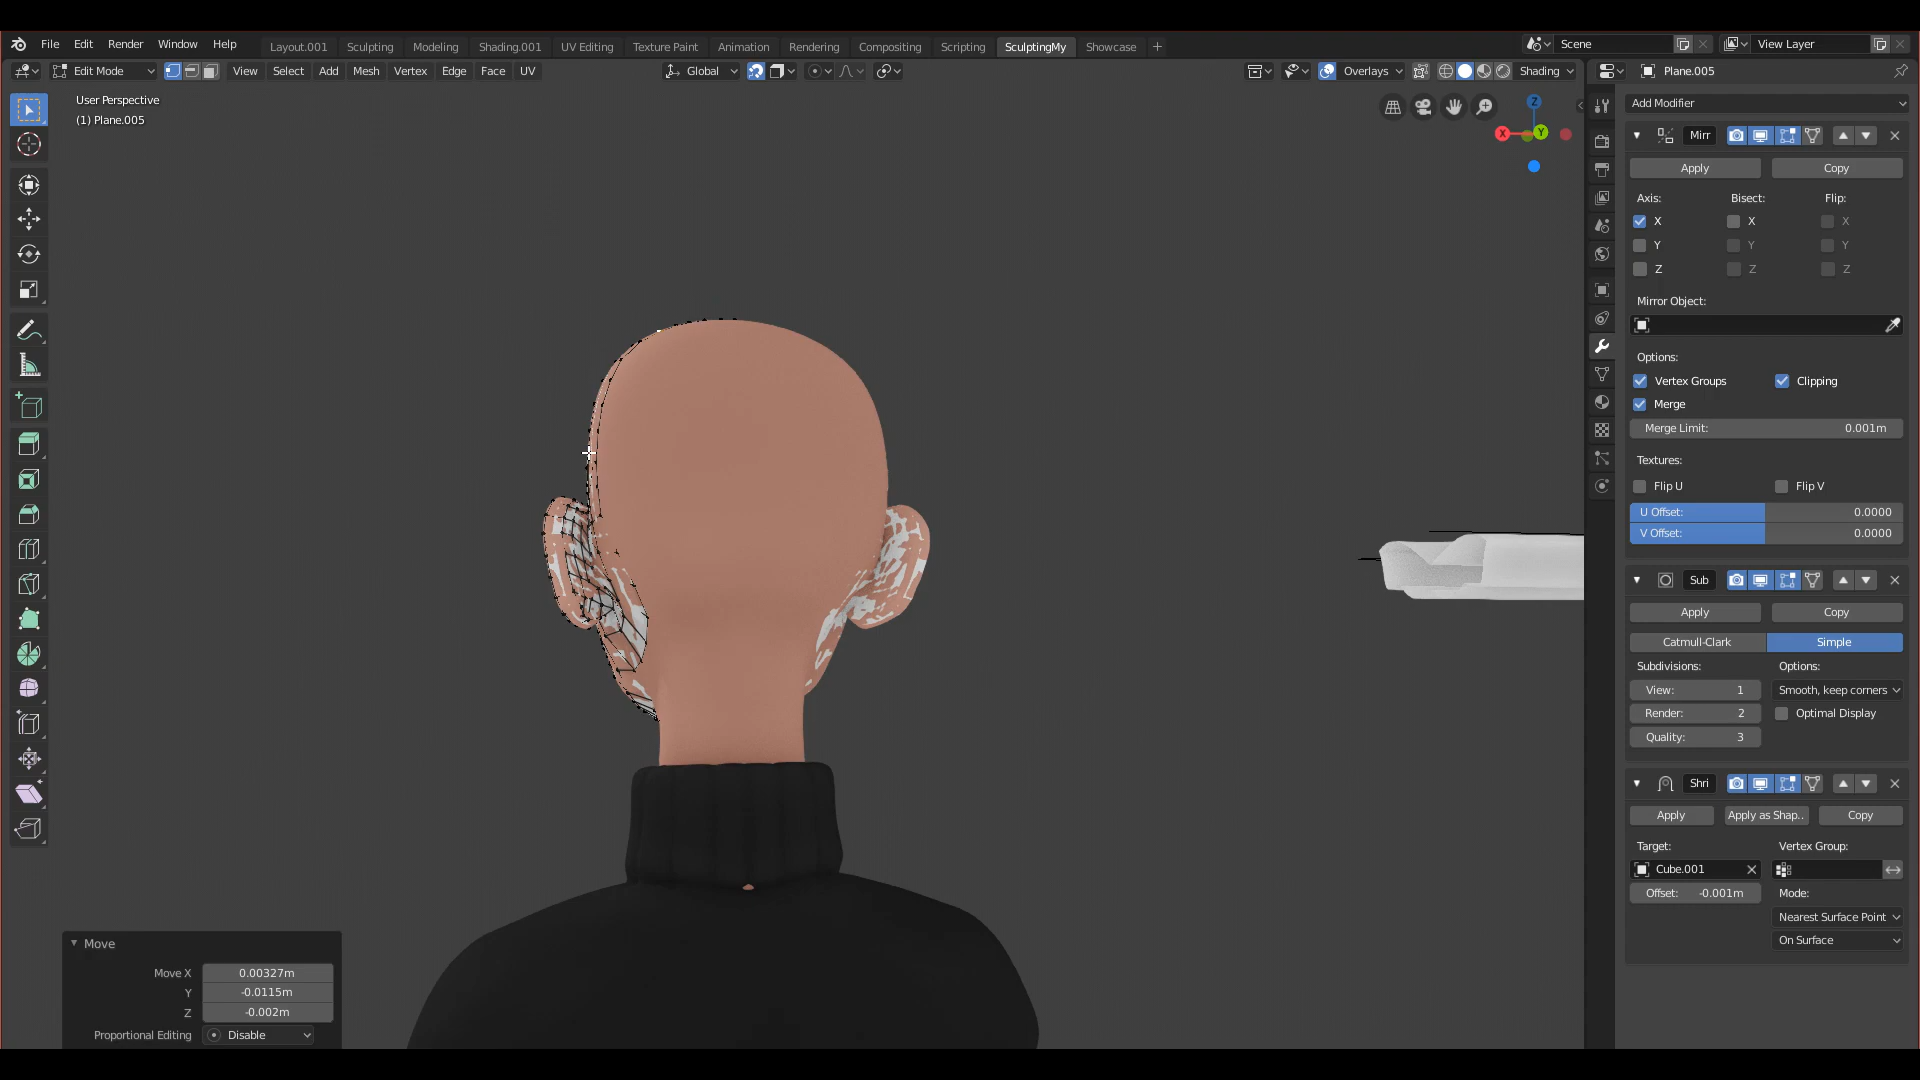 File Edit Render Window Help Layout.001 Sculpting Modeling Shading.001 UV Editing Texture Paint Animation Rendering Compositing Scripting SculptingMy Showcase + Scene View Layer
Edit Mode View Select Add Mesh Vertex Edge Face UV Global Overlays Shading Plane.005
User Perspective
(1) Plane.005
Z
X Y
Add Modifier
Mirr
Apply Copy
Axis: Bisect: Flip:
X X X
Y Y Y
Z Z Z
Mirror Object:
Options:
Vertex Groups Clipping
Merge
Merge Limit: 0.001m
Textures:
Flip U Flip V
U Offset: 0.0000
V Offset: 0.0000
Sub
Apply Copy
Catmull-Clark Simple
Subdivisions: Options:
View: 1 Smooth, keep corners
Render: 2 Optimal Display
Quality: 3
Shri
Apply Apply as Shap.. Copy
Target: Vertex Group:
Cube.001
Offset: -0.001m Mode:
Nearest Surface Point
On Surface
Move
Move X 0.00327m
Y -0.0115m
Z -0.002m
Proportional Editing Disable